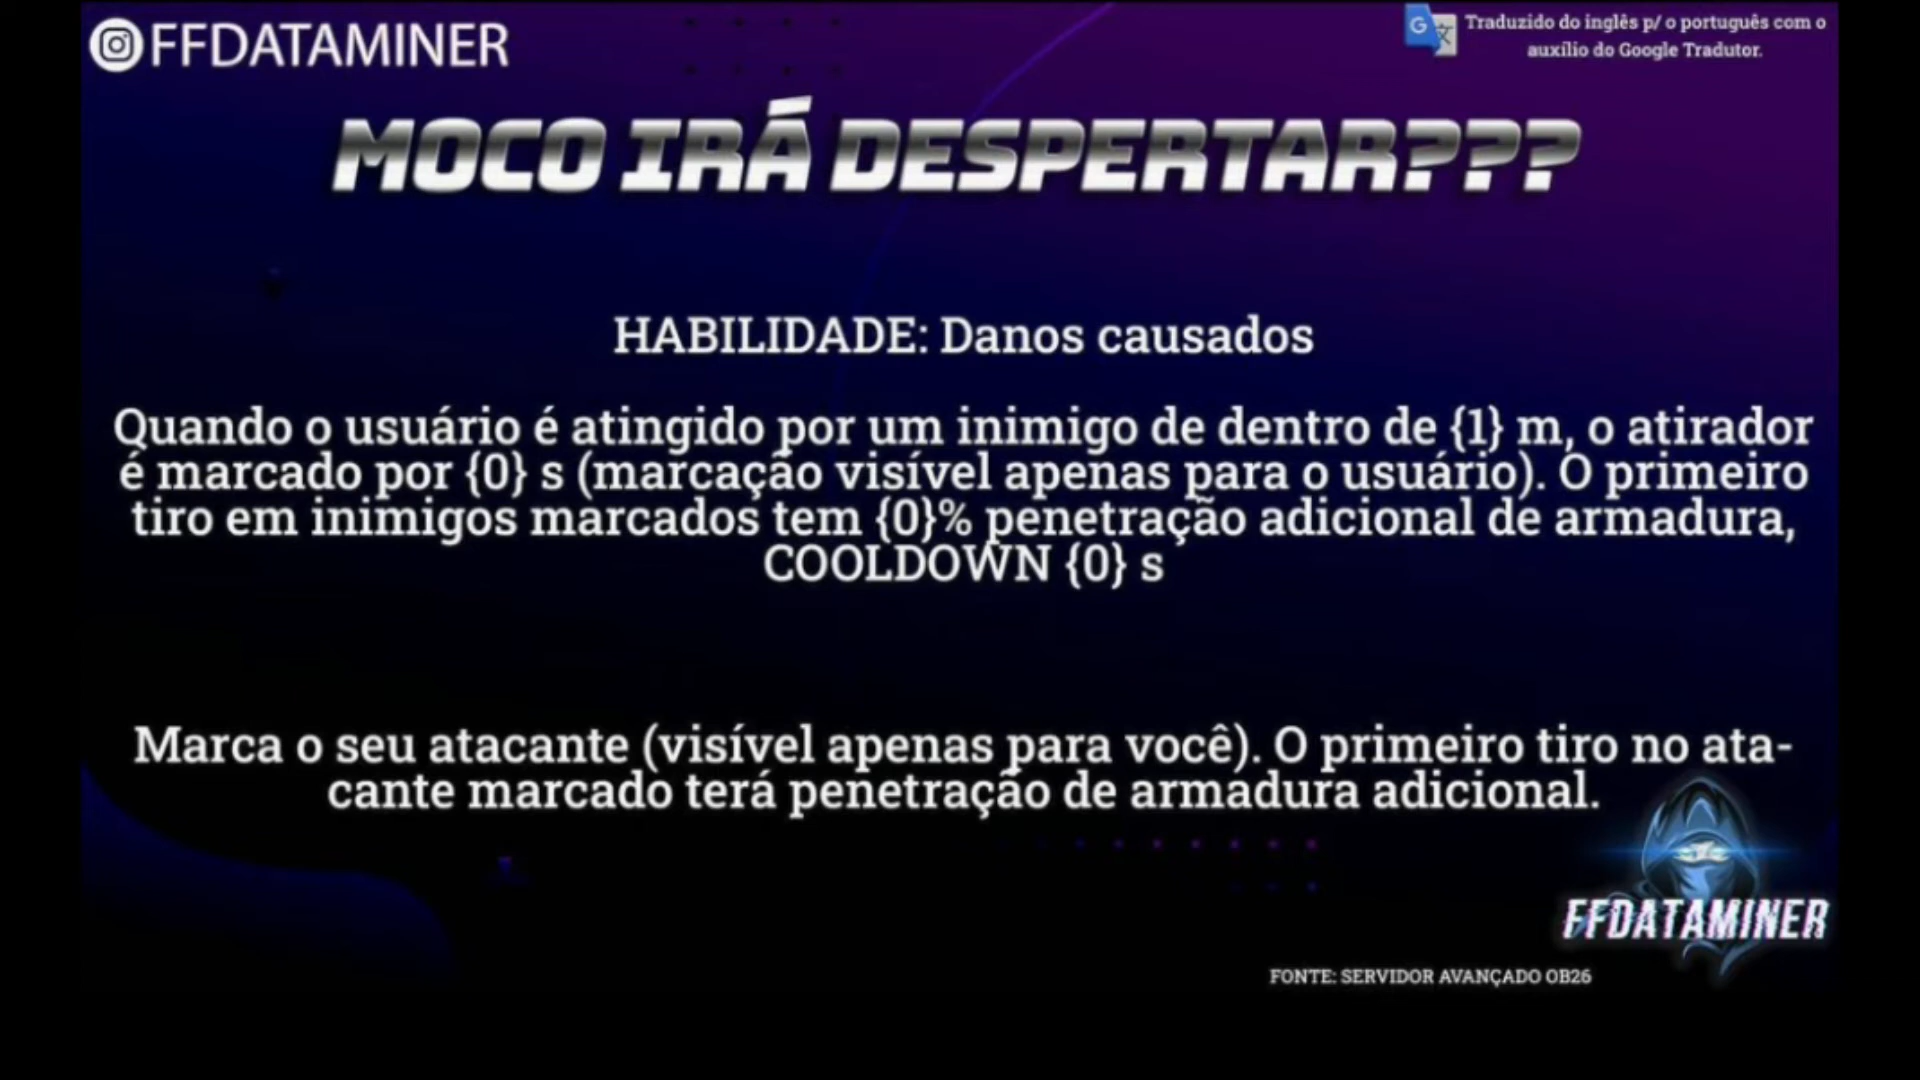 FFDATAMINER
Traduzido do inglês p/ o português com o
auxílio do Google Tradutor.
MOCO IRÁ DESPERTAR???
HABILIDADE: Danos causados
Quando o usuário é atingido por um inimigo de dentro de {1} m, o atirador
é marcado por {0} s (marcação visível apenas para o usuário). O primeiro
tiro em inimigos marcados tem {0}% penetração adicional de armadura,
COOLDOWN {0} s
Marca o seu atacante (visível apenas para você). O primeiro tiro no ata-
cante marcado terá penetração de armadura adicional.
FFDATAMINER
FONTE: SERVIDOR AVANÇADO OB26